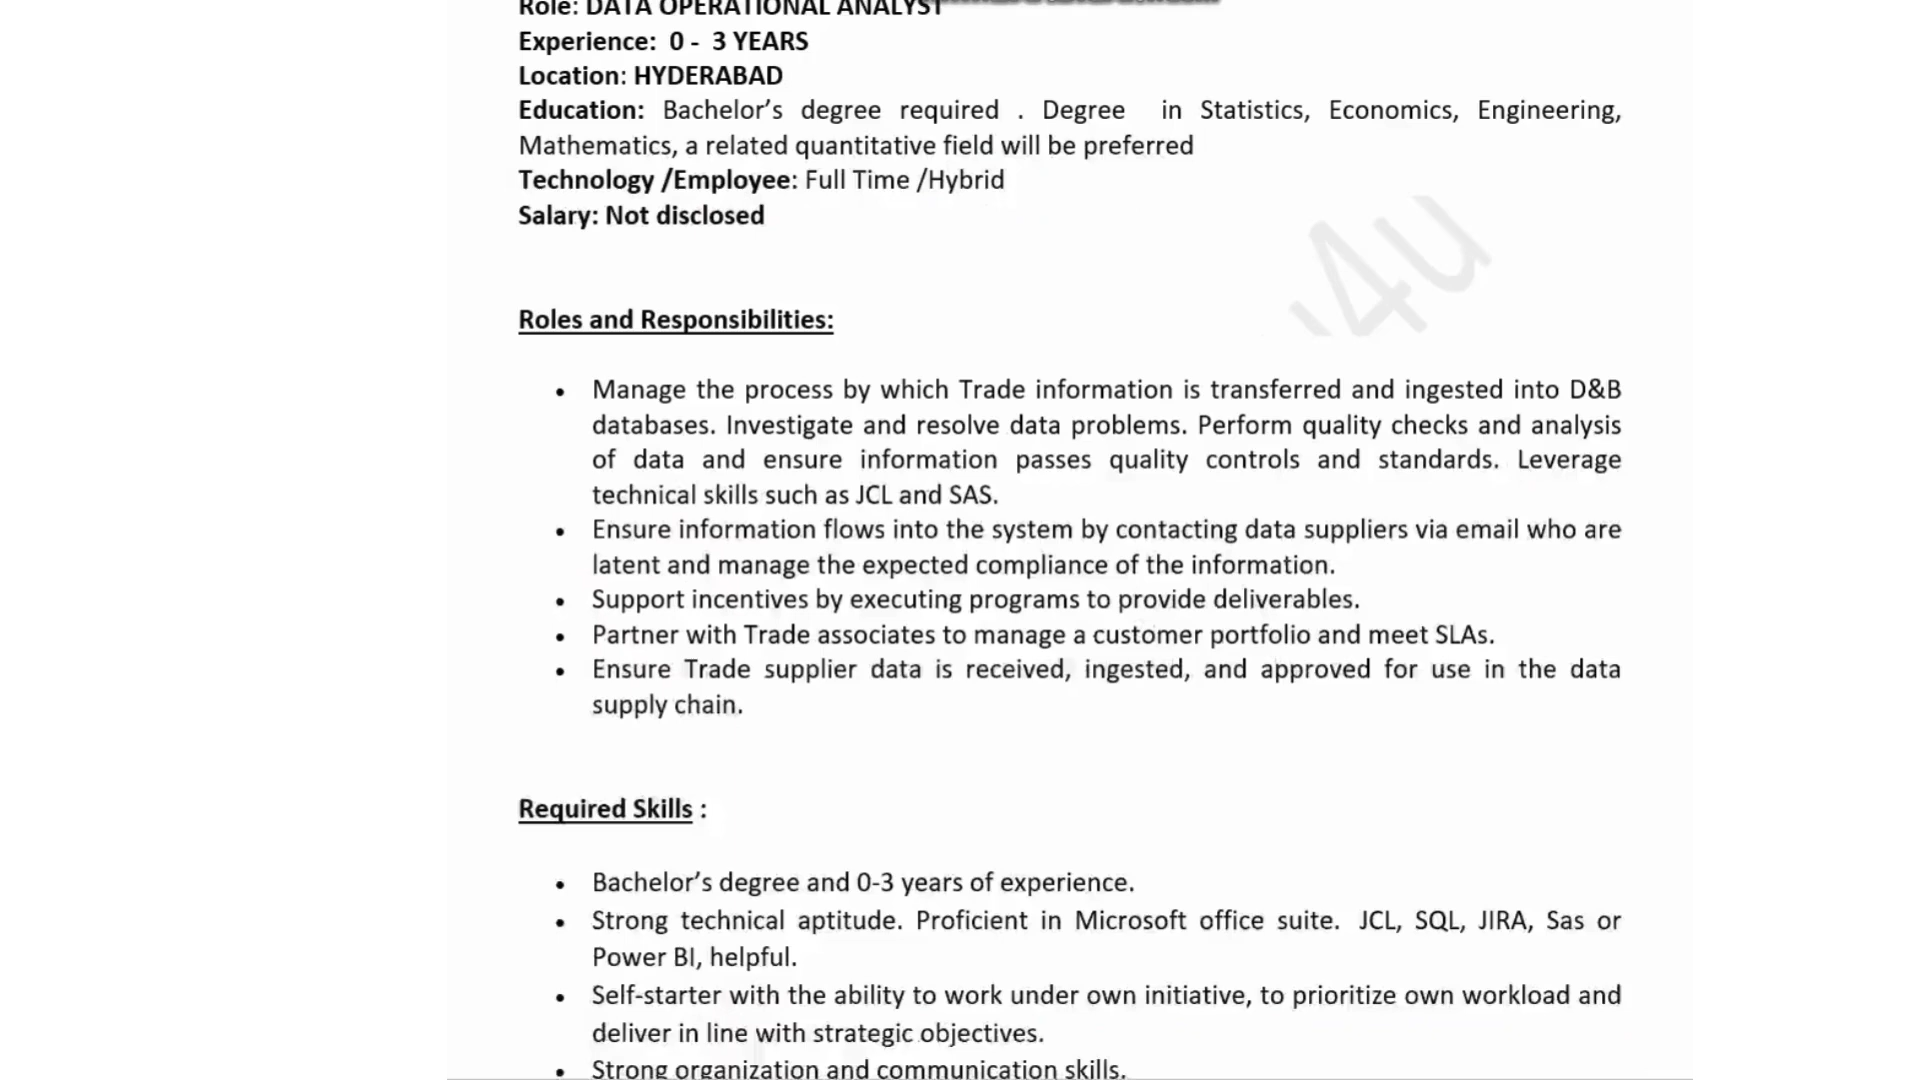 Role: DATA OPERATIONAL ANALYST
Experience:  0 -  3 YEARS
Location: HYDERABAD
Education: Bachelor’s degree required . Degree  in Statistics, Economics, Engineering,
Mathematics, a related quantitative field will be preferred
Technology /Employee: Full Time /Hybrid
Salary: Not disclosed
4u
Roles and Responsibilities:
• Manage the process by which Trade information is transferred and ingested into D&B
databases. Investigate and resolve data problems. Perform quality checks and analysis
of data and ensure information passes quality controls and standards. Leverage
technical skills such as JCL and SAS.
• Ensure information flows into the system by contacting data suppliers via email who are
latent and manage the expected compliance of the information.
• Support incentives by executing programs to provide deliverables.
• Partner with Trade associates to manage a customer portfolio and meet SLAs.
• Ensure Trade supplier data is received, ingested, and approved for use in the data
supply chain.
Required Skills :
• Bachelor’s degree and 0-3 years of experience.
• Strong technical aptitude. Proficient in Microsoft office suite.  JCL, SQL, JIRA, Sas or
Power BI, helpful.
• Self-starter with the ability to work under own initiative, to prioritize own workload and
deliver in line with strategic objectives.
• Strong organization and communication skills.